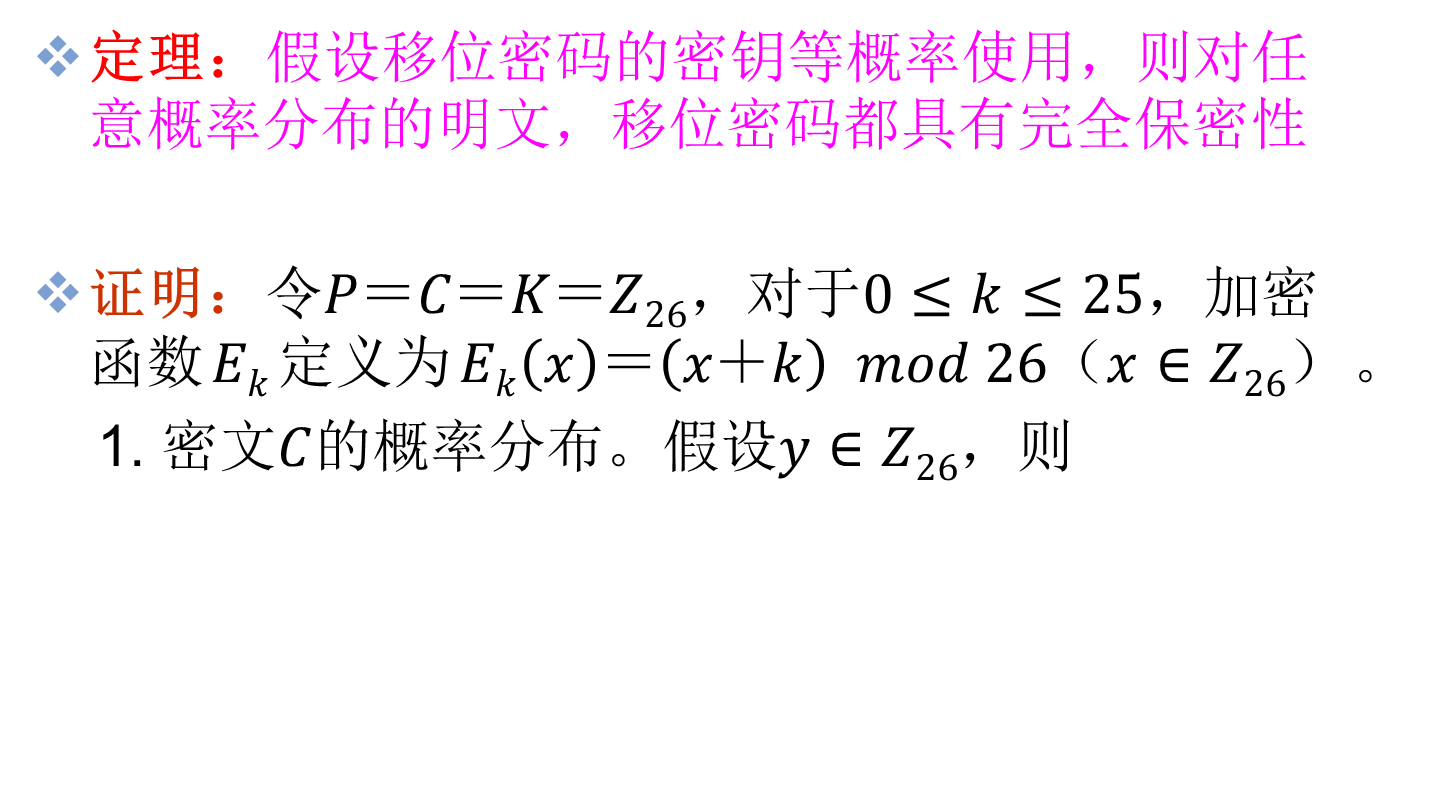 ❖定理：假设移位密码的密钥等概率使用，则对任
意概率分布的明文，移位密码都具有完全保密性
❖证明：令𝑃＝𝐶＝𝐾＝𝑍₂₆，对于0 ≤ 𝑘 ≤ 25，加密
函数𝐸ₖ定义为𝐸ₖ(𝑥)＝(𝑥＋𝑘) 𝑚𝑜𝑑 26（𝑥 ∈ 𝑍₂₆）。
1. 密文𝐶的概率分布。假设𝑦 ∈ 𝑍₂₆，则